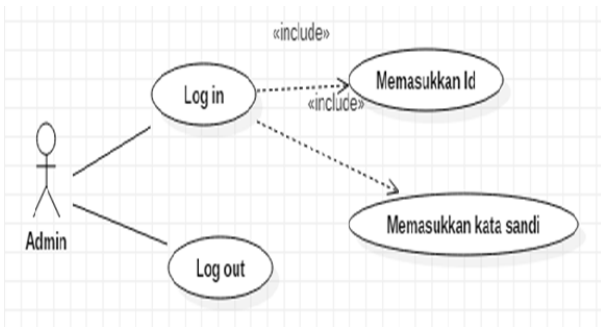 «include»
Log in
Memasukkan Id
«include»
Admin
Memasukkan kata sandi
Log out